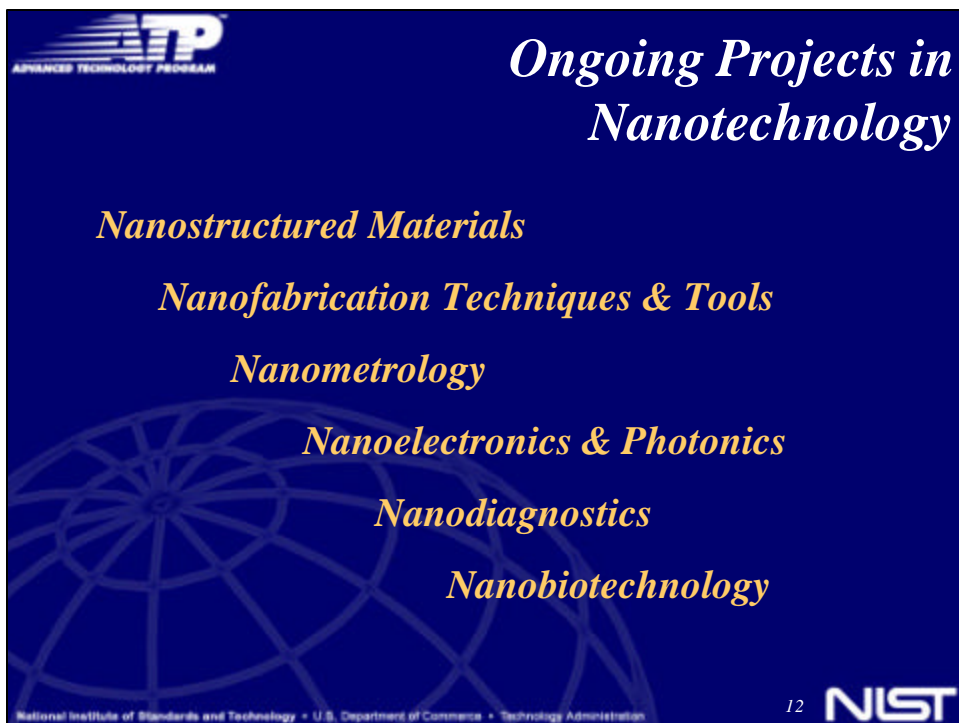 ATP
ADVANCED TECHNOLOGY PROGRAM
Ongoing Projects in
Nanotechnology
Nanostructured Materials
Nanofabrication Techniques & Tools
Nanometrology
Nanoelectronics & Photonics
Nanodiagnostics
Nanobiotechnology
National Institute of Standards and Technology • U.S. Department of Commerce • Technology Administration
12
NIST